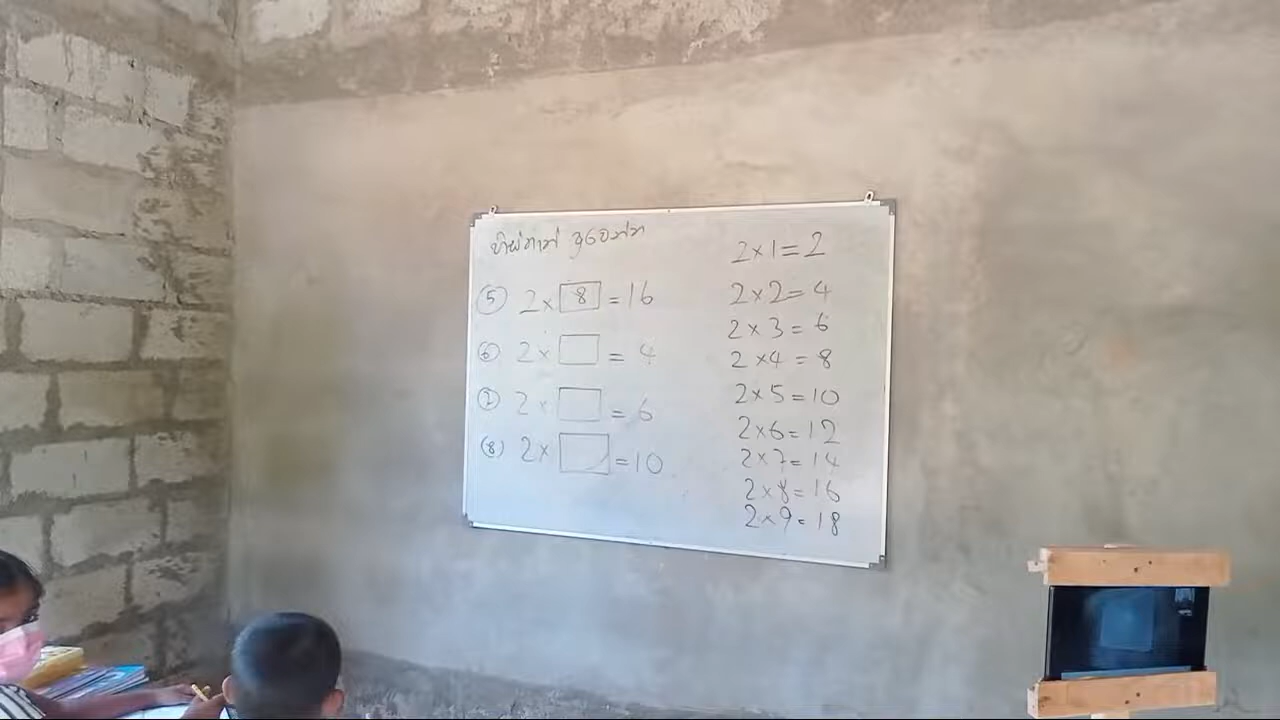 හිස්තැන් පුරවන්න
⑤ 2 × 8 = 16
⑥ 2 × = 4
⑦ 2 × = 6
⑧ 2 × = 10
2 × 1 = 2
2 × 2 = 4
2 × 3 = 6
2 × 4 = 8
2 × 5 = 10
2 × 6 = 12
2 × 7 = 14
2 × 8 = 16
2 × 9 = 18